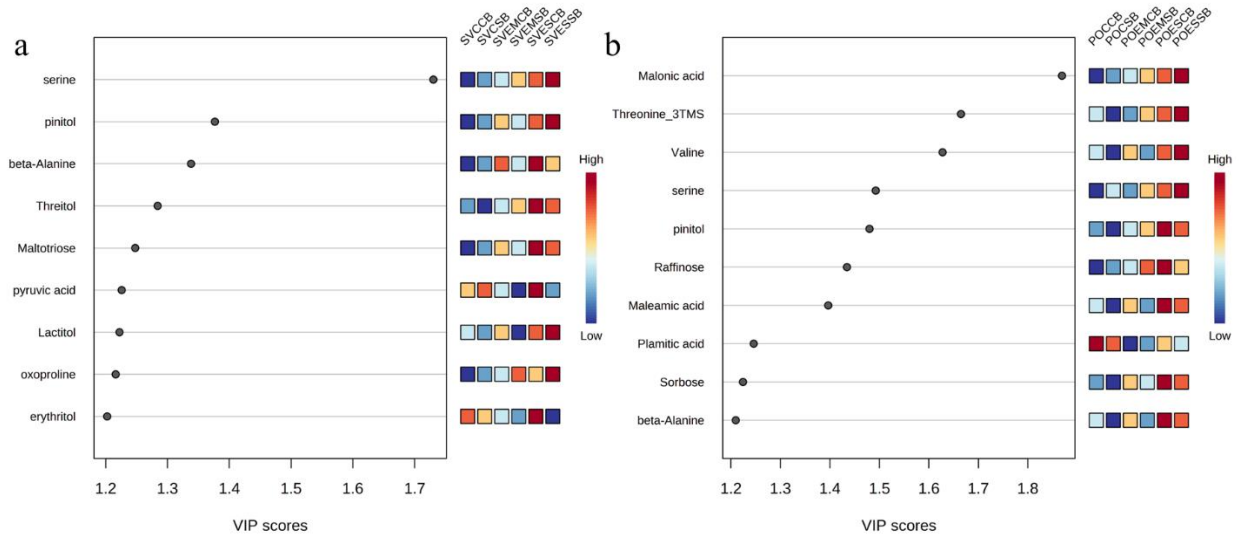 a
SVCCB
SVCSB
SVEMCB
SVEMSB
SVESCB
SVESSB
serine
pinitol
beta-Alanine
Threitol
Maltotriose
pyruvic acid
Lactitol
oxoproline
erythritol
High
Low
1.2 1.3 1.4 1.5 1.6 1.7
VIP scores
b
POCCB
POCSB
POEMCB
POEMSB
POESCB
POESSB
Malonic acid
Threonine_3TMS
Valine
serine
pinitol
Raffinose
Maleamic acid
Plamitic acid
Sorbose
beta-Alanine
High
Low
1.2 1.3 1.4 1.5 1.6 1.7 1.8
VIP scores